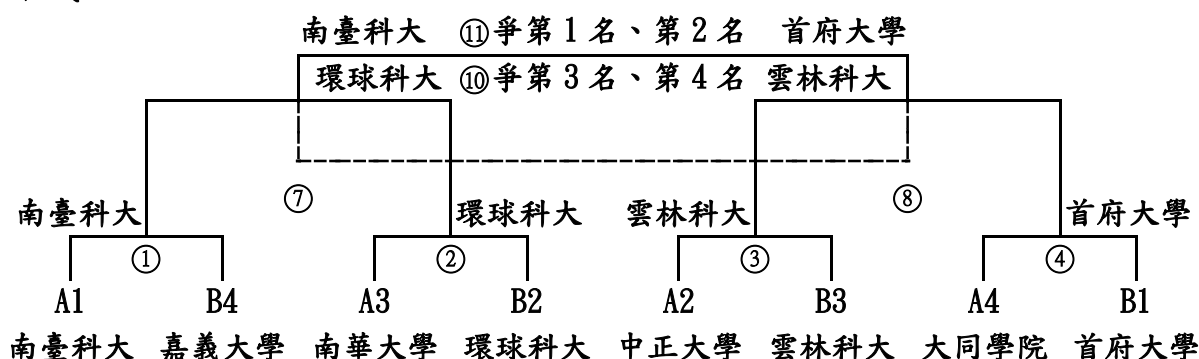 南臺科大 ⑪爭第1名、第2名 首府大學
環球科大 ⑩爭第3名、第4名 雲林科大
⑦ ⑧
南臺科大 環球科大 雲林科大 首府大學
① ② ③ ④
A1 B4 A3 B2 A2 B3 A4 B1
南臺科大 嘉義大學 南華大學 環球科大 中正大學 雲林科大 大同學院 首府大學